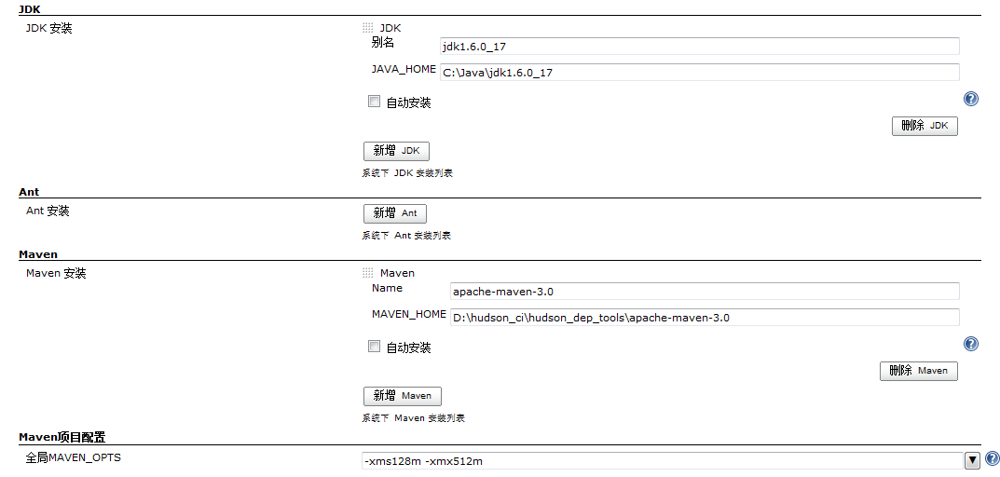 JDK
JDK 安装
JDK
别名
jdk1.6.0_17
JAVA_HOME
C:\Java\jdk1.6.0_17
自动安装
删除 JDK
新增 JDK
系统下 JDK 安装列表
Ant
Ant 安装
新增 Ant
系统下 Ant 安装列表
Maven
Maven 安装
Maven
Name
apache-maven-3.0
MAVEN_HOME
D:\hudson_ci\hudson_dep_tools\apache-maven-3.0
自动安装
删除 Maven
新增 Maven
系统下 Maven 安装列表
Maven项目配置
全局MAVEN_OPTS
-xms128m -xmx512m